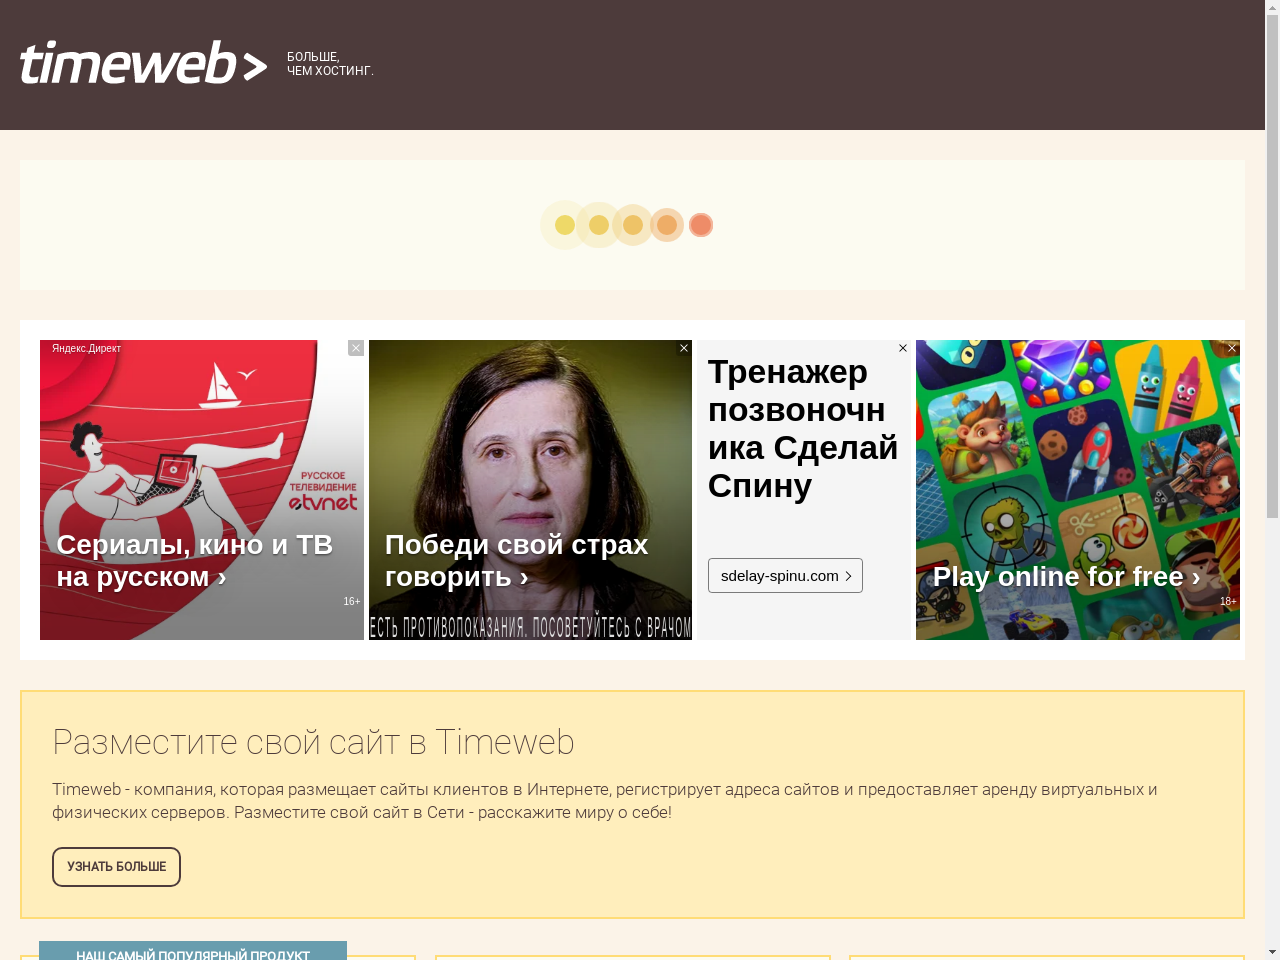 timeweb>
БОЛЬШЕ,
ЧЕМ ХОСТИНГ.
Яндекс.Директ
РУССКОЕ
ТЕЛЕВИДЕНИЕ
etvnet
Сериалы, кино и ТВ
на русском ›
16+
Победи свой страх
говорить ›
ЕСТЬ ПРОТИВОПОКАЗАНИЯ. ПОСОВЕТУЙТЕСЬ С ВРАЧОМ
Тренажер
позвоночн
ика Сделай
Спину
sdelay-spinu.com
Play online for free ›
18+
Разместите свой сайт в Timeweb
Timeweb - компания, которая размещает сайты клиентов в Интернете, регистрирует адреса сайтов и предоставляет аренду виртуальных и
физических серверов. Разместите свой сайт в Сети - расскажите миру о себе!
УЗНАТЬ БОЛЬШЕ
НАШ САМЫЙ ПОПУЛЯРНЫЙ ПРОДУКТ